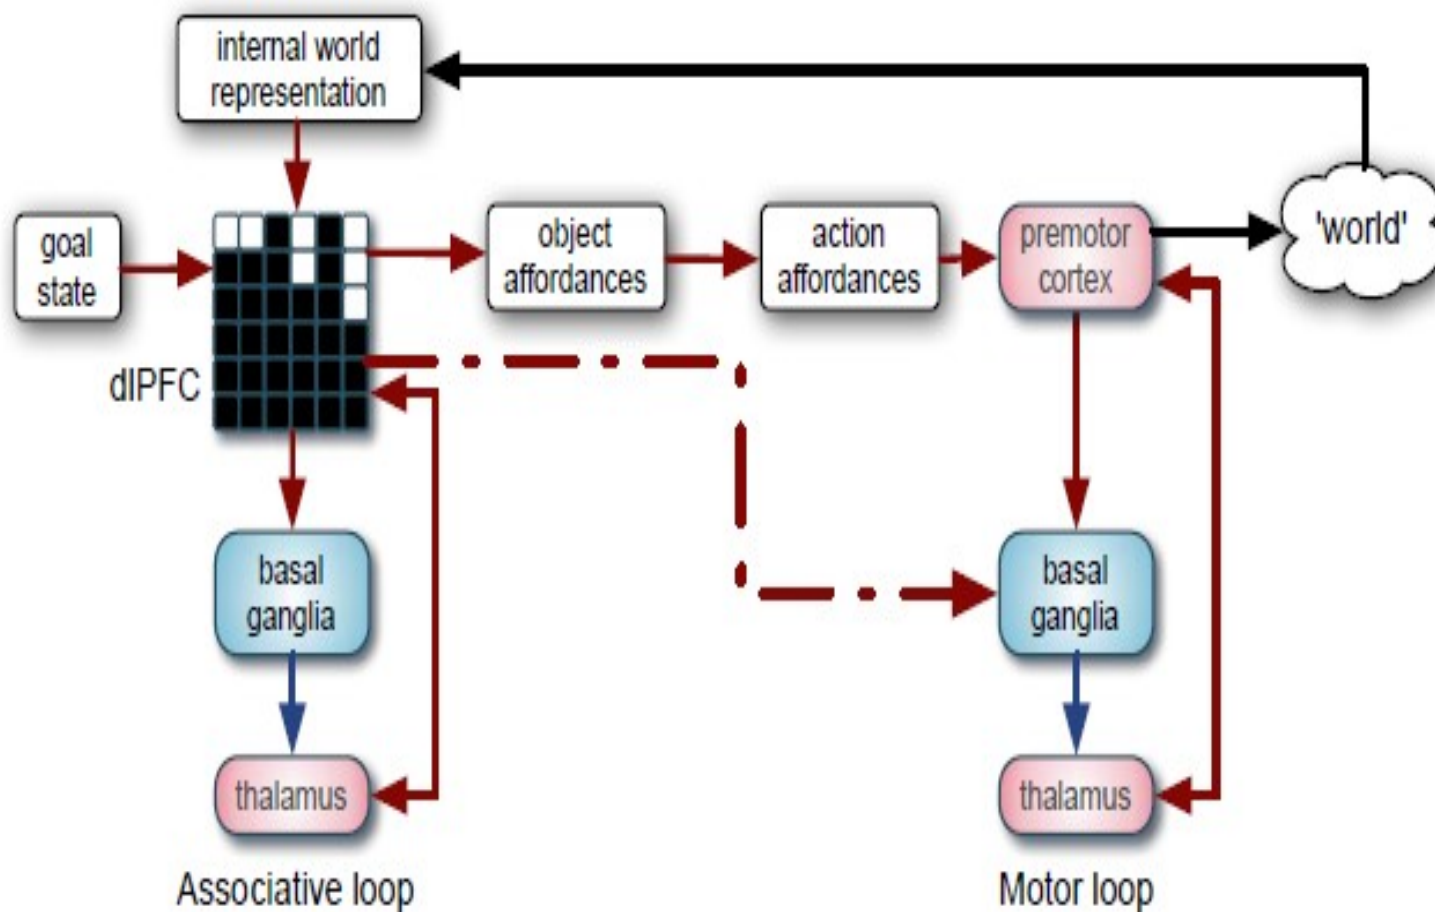 internal world
representation
goal
state
object
affordances
action
affordances
premotor
cortex
'world'
dlPFC
basal
ganglia
basal
ganglia
thalamus
thalamus
Associative loop
Motor loop